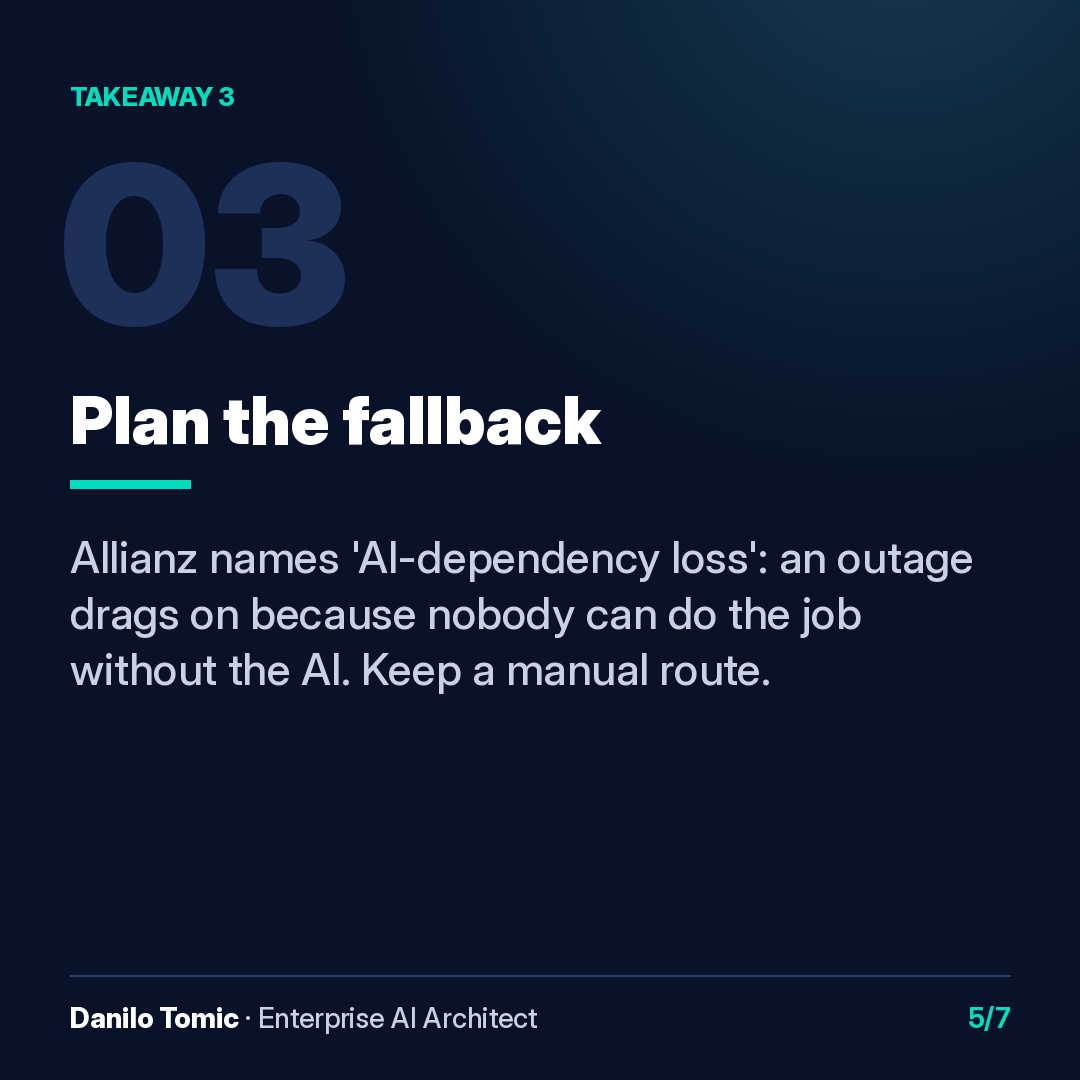 TAKEAWAY 3
03
Plan the fallback
Allianz names 'AI-dependency loss': an outage
drags on because nobody can do the job
without the AI. Keep a manual route.
Danilo Tomic · Enterprise AI Architect
5/7